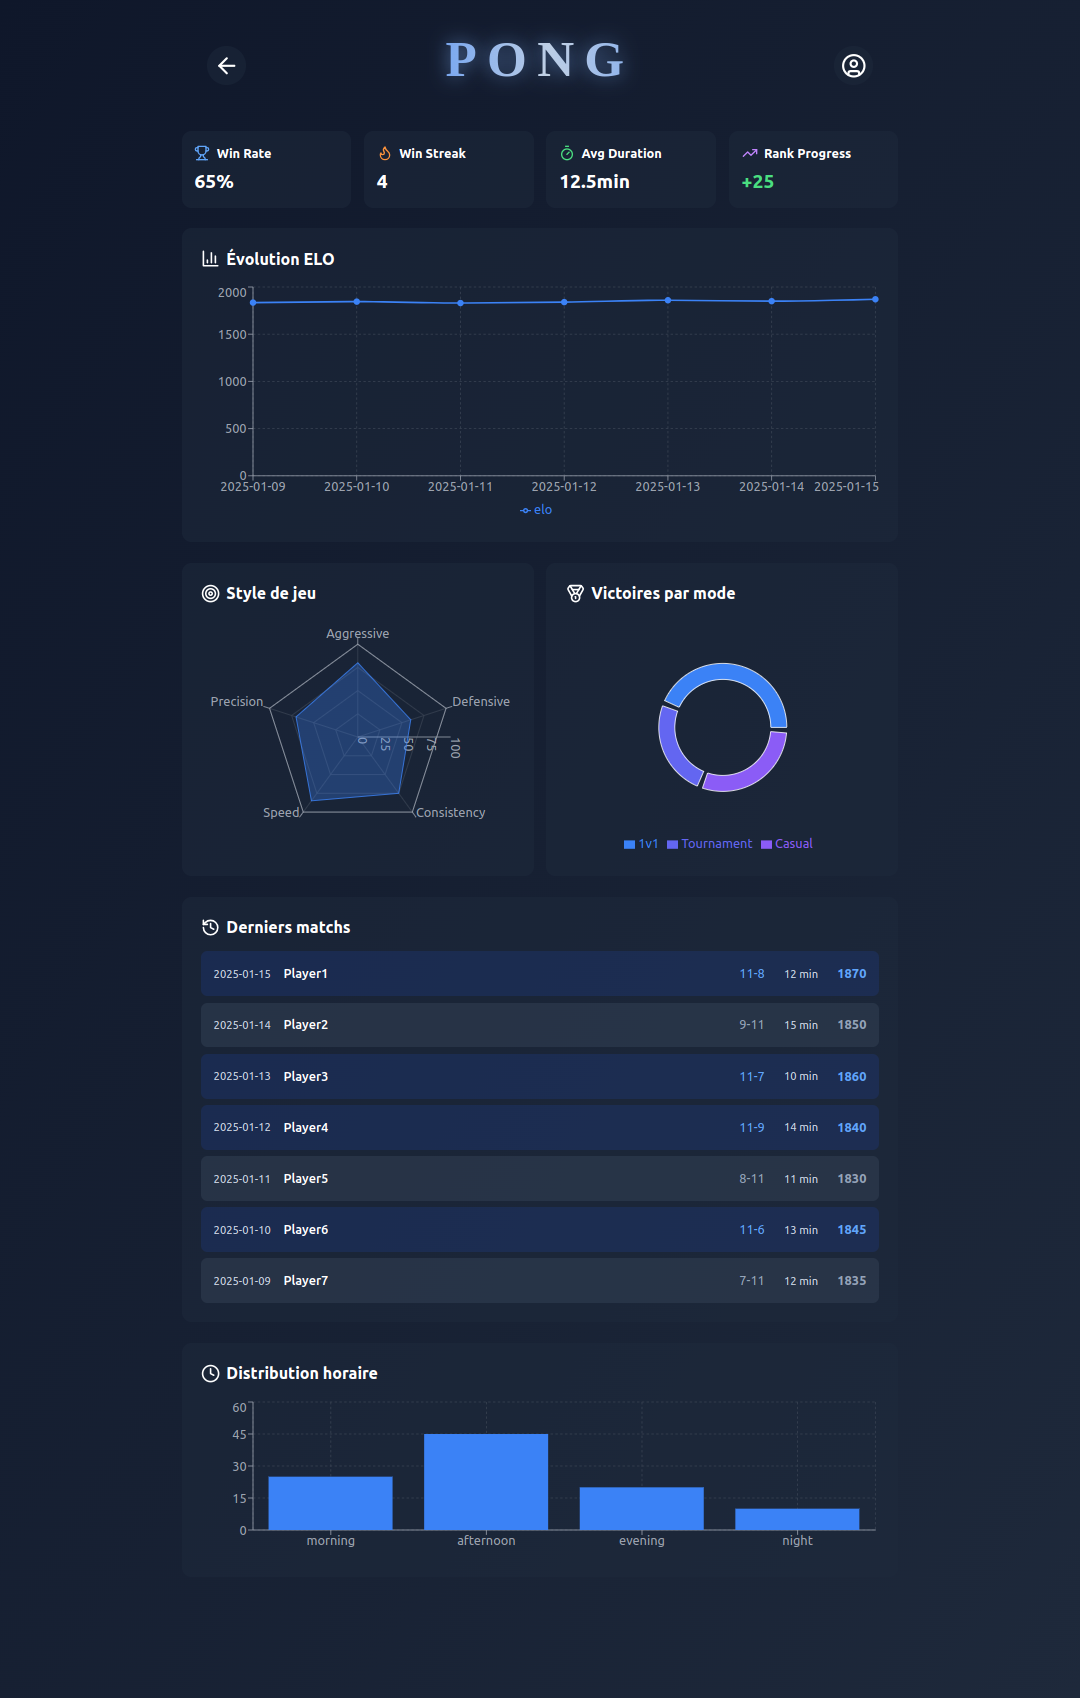 PONG
Win Rate
65%
Win Streak
4
Avg Duration
12.5min
Rank Progress
+25
Évolution ELO
2000
1500
1000
500
0
2025-01-09 2025-01-10 2025-01-11 2025-01-12 2025-01-13 2025-01-14 2025-01-15
elo
Style de jeu
Aggressive
Precision
Defensive
0 25 50 75 100
Speed
Consistency
Victoires par mode
1v1 Tournament Casual
Derniers matchs
2025-01-15 Player1 11-8 12 min 1870
2025-01-14 Player2 9-11 15 min 1850
2025-01-13 Player3 11-7 10 min 1860
2025-01-12 Player4 11-9 14 min 1840
2025-01-11 Player5 8-11 11 min 1830
2025-01-10 Player6 11-6 13 min 1845
2025-01-09 Player7 7-11 12 min 1835
Distribution horaire
60
45
30
15
0
morning afternoon evening night